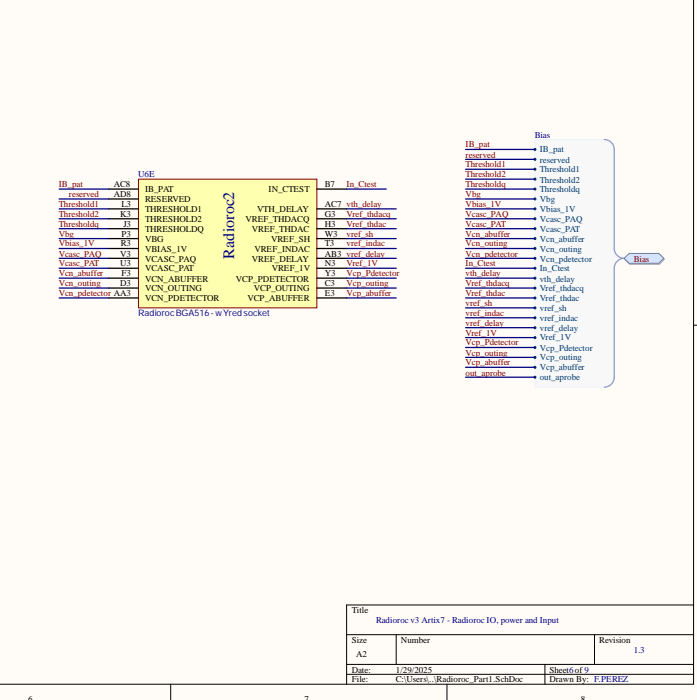 U6E
IB_pat AC8 IB_PAT IN_CTEST B7 In_Ctest
reserved AD8 RESERVED
Threshold1 L3 THRESHOLD1 VTH_DELAY AC7 vth_delay
Threshold2 K3 THRESHOLD2 VREF_THDACQ G3 Vref_thdacq
Thresholdq J3 THRESHOLDQ VREF_THDAC H3 Vref_thdac
Vbg P3 VBG VREF_SH W3 vref_sh
Vbias_1V R3 VBIAS_1V VREF_INDAC T3 vref_indac
Vcasc_PAQ V3 VCASC_PAQ VREF_DELAY AB3 vref_delay
Vcasc_PAT U3 VCASC_PAT VREF_1V N3 Vref_1V
Vcn_abuffer F3 VCN_ABUFFER VCP_PDETECTOR Y3 Vcp_Pdetector
Vcn_outing D3 VCN_OUTING VCP_OUTING C3 Vcp_outing
Vcn_pdetector AA3 VCN_PDETECTOR VCP_ABUFFER E3 Vcp_abuffer
Radioroc2
Radioroc BGA516 - w Yred socket
Bias
IB_pat IB_pat
reserved reserved
Threshold1 Threshold1
Threshold2 Threshold2
Thresholdq Thresholdq
Vbg Vbg
Vbias_1V Vbias_1V
Vcasc_PAQ Vcasc_PAQ
Vcasc_PAT Vcasc_PAT
Vcn_abuffer Vcn_abuffer
Vcn_outing Vcn_outing
Vcn_pdetector Vcn_pdetector
In_Ctest In_Ctest
vth_delay vth_delay
Vref_thdacq Vref_thdacq
Vref_thdac Vref_thdac
vref_sh vref_sh
vref_indac vref_indac
vref_delay vref_delay
Vref_1V Vref_1V
Vcp_Pdetector Vcp_Pdetector
Vcp_outing Vcp_outing
Vcp_abuffer Vcp_abuffer
out_aprobe out_aprobe
Bias
Title
Radioroc v3 Artix7 - Radioroc IO, power and Input
Size Number Revision
A2 1.3
Date: 1/29/2025 Sheet6 of 9
File: C:\Users\..\Radioroc_Part1.SchDoc Drawn By: F.PEREZ
6 7 8